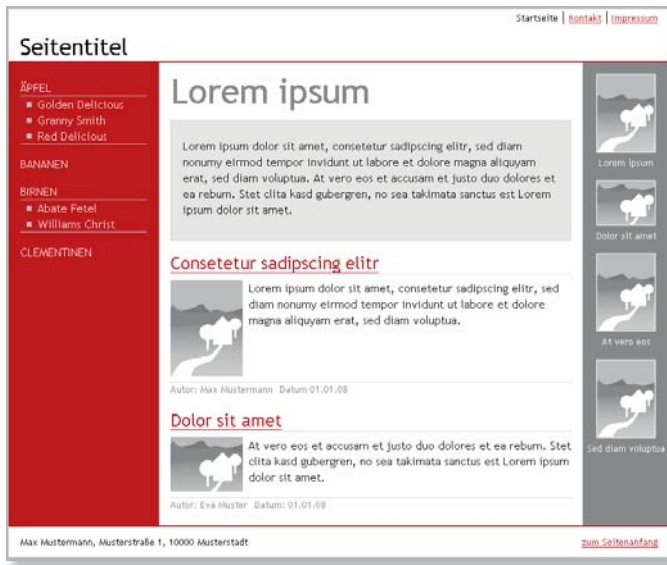 Startseite | Kontakt | Impressum
Seitentitel
ÄPFEL
Golden Delicious
Granny Smith
Red Delicious
BANANEN
BIRNEN
Abate Fetel
Williams Christ
CLEMENTINEN
Lorem ipsum
Lorem ipsum dolor sit amet, consetetur sadipscing elitr, sed diam
nonumy eirmod tempor invidunt ut labore et dolore magna aliquyam
erat, sed diam voluptua. At vero eos et accusam et justo duo dolores et
ea rebum. Stet clita kasd gubergren, no sea takimata sanctus est Lorem
ipsum dolor sit amet.
Consetetur sadipscing elitr
Lorem ipsum dolor sit amet, consetetur sadipscing elitr, sed
diam nonumy eirmod tempor invidunt ut labore et dolore
magna aliquyam erat, sed diam voluptua.
Autor: Max Mustermann Datum 01.01.08
Dolor sit amet
At vero eos et accusam et justo duo dolores et ea rebum. Stet
clita kasd gubergren, no sea takimata sanctus est Lorem ipsum
dolor sit amet.
Autor: Eva Muster Datum: 01.01.08
Lorem ipsum
Dolor sit amet
At vero eos
Sed diam voluptua
Max Mustermann, Musterstraße 1, 10000 Musterstadt
zum Seitenanfang